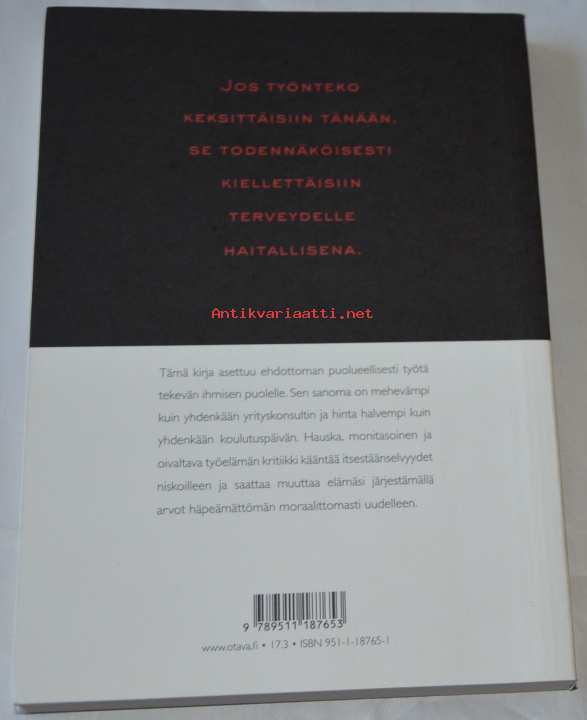 JOS TYÖNTEKO
KEKSITTÄISIIN TÄNÄÄN,
SE TODENNÄKÖISESTI
KIELLETTÄISIIN
TERVEYDELLE
HAITALLISENA.
Antikvariaatti.net
Tämä kirja asettuu ehdottoman puolueellisesti työtä
tekevän ihmisen puolelle. Sen sanoma on mehevämpi
kuin yhdenkään yrityskonsultin ja hinta halvempi kuin
yhdenkään koulutuspäivän. Hauska, monitasoinen ja
oivaltava työelämän kritiikki kääntää itsestäänselvyydet
niskoilleen ja saattaa muuttaa elämäsi järjestämällä
arvot häpeämättömän moraalittomasti uudelleen.
9 789511 187653
www.otava.fi • 17.3 • ISBN 951-1-18765-1